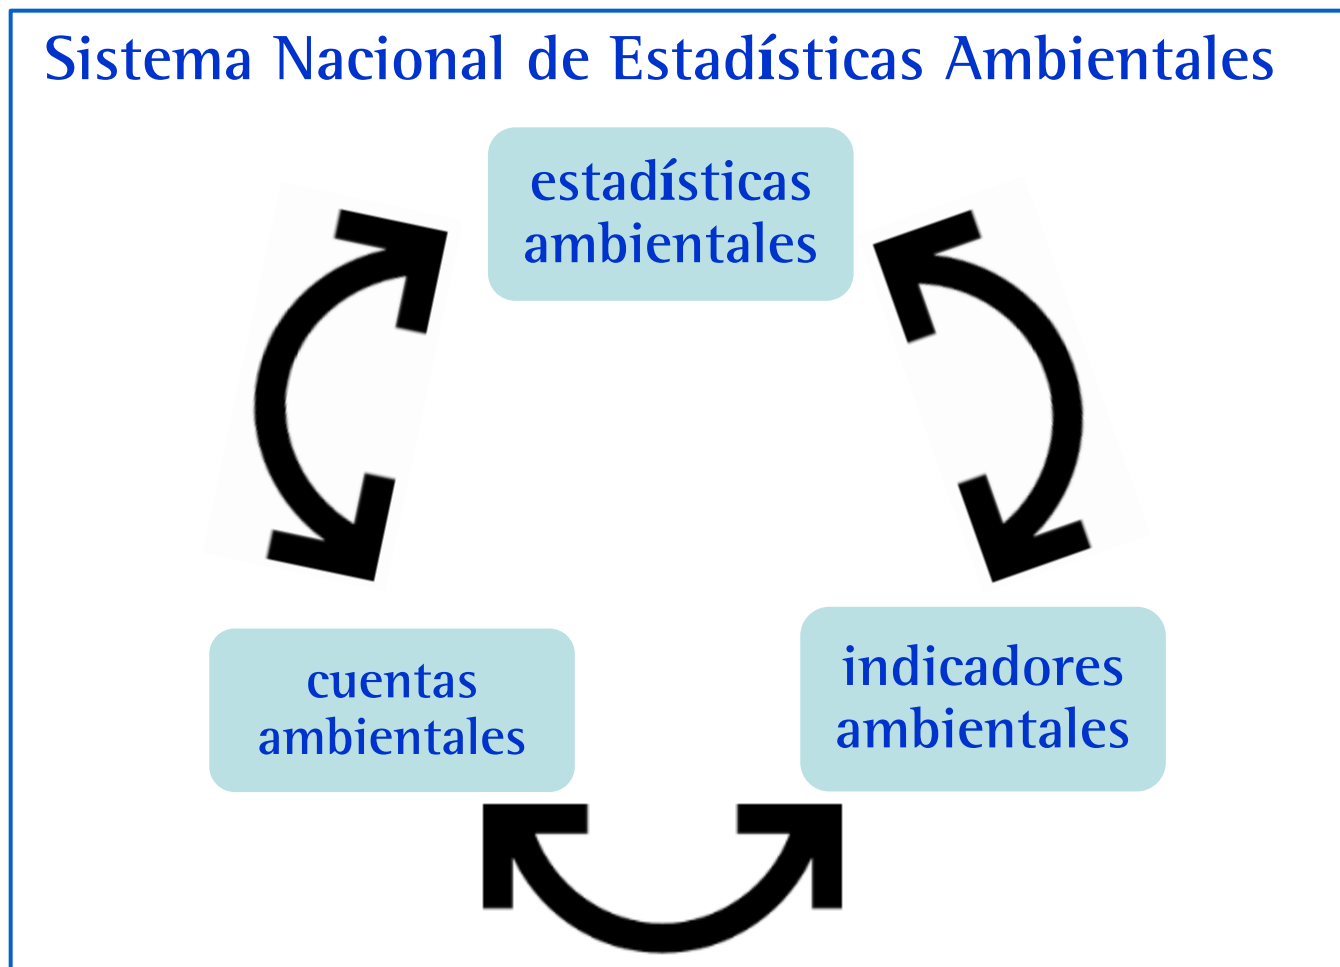 Sistema Nacional de Estadísticas Ambientales
estadísticas
ambientales
cuentas
ambientales
indicadores
ambientales